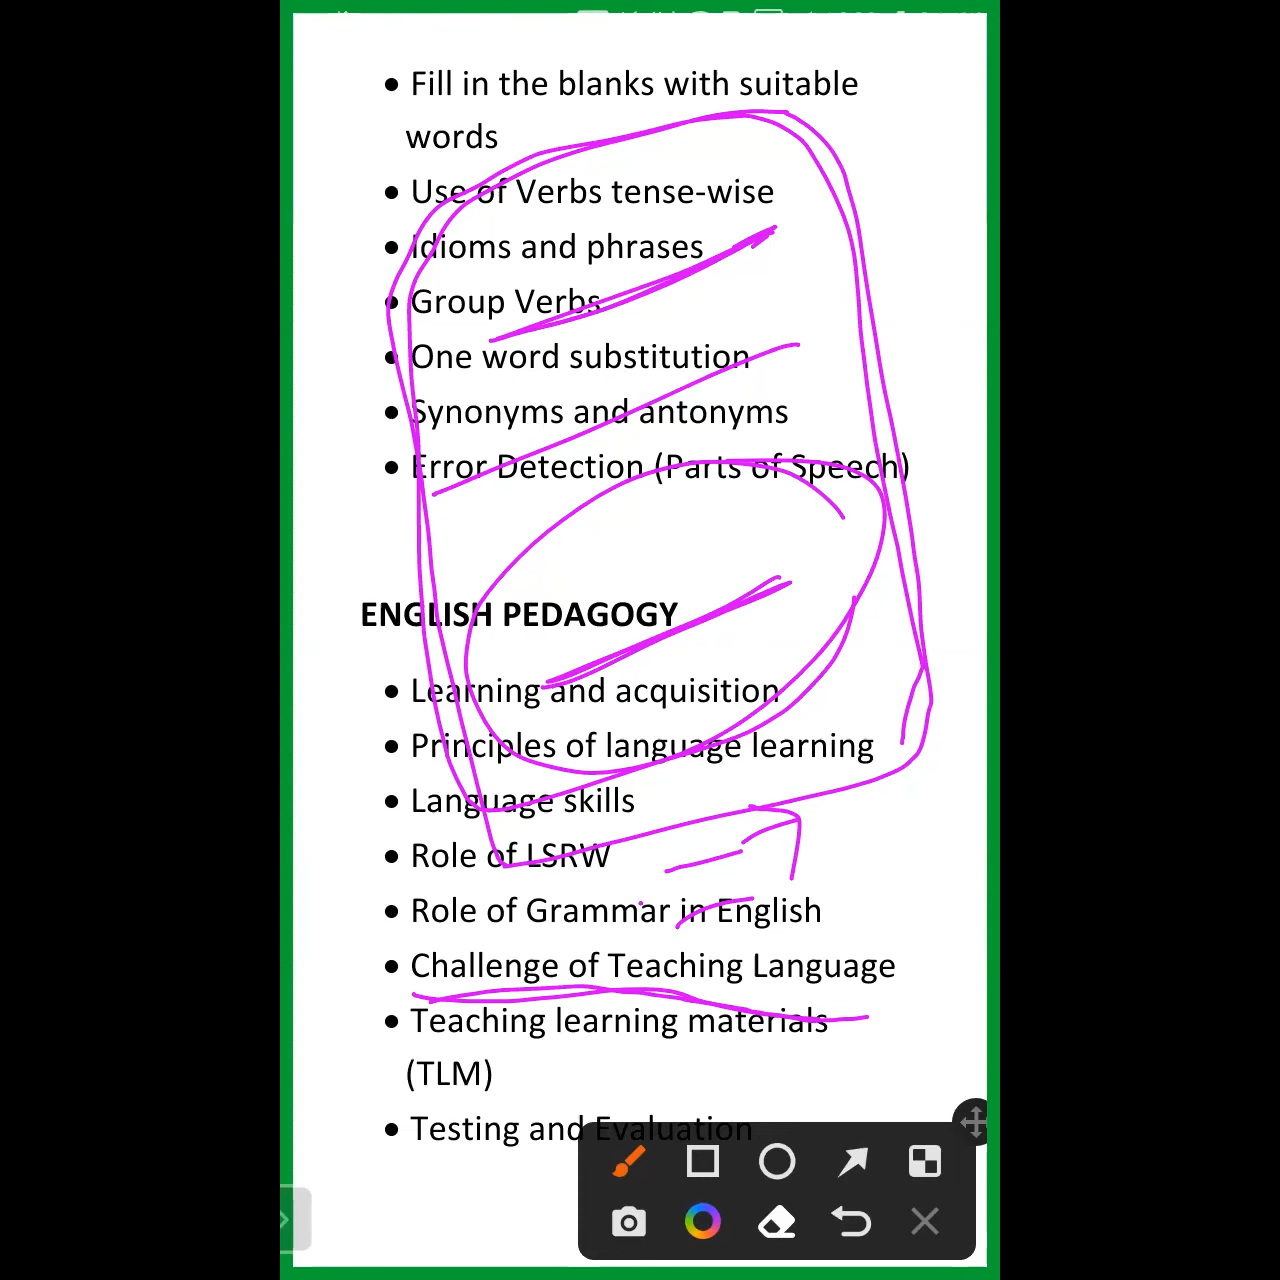 • Fill in the blanks with suitable
words
• Use of Verbs tense-wise
• Idioms and phrases
• Group Verbs
• One word substitution
• Synonyms and antonyms
• Error Detection (Parts of Speech)
ENGLISH PEDAGOGY
• Learning and acquisition
• Principles of language learning
• Language skills
• Role of LSRW
• Role of Grammar in English
• Challenge of Teaching Language
• Teaching learning materials
(TLM)
• Testing and Evaluation